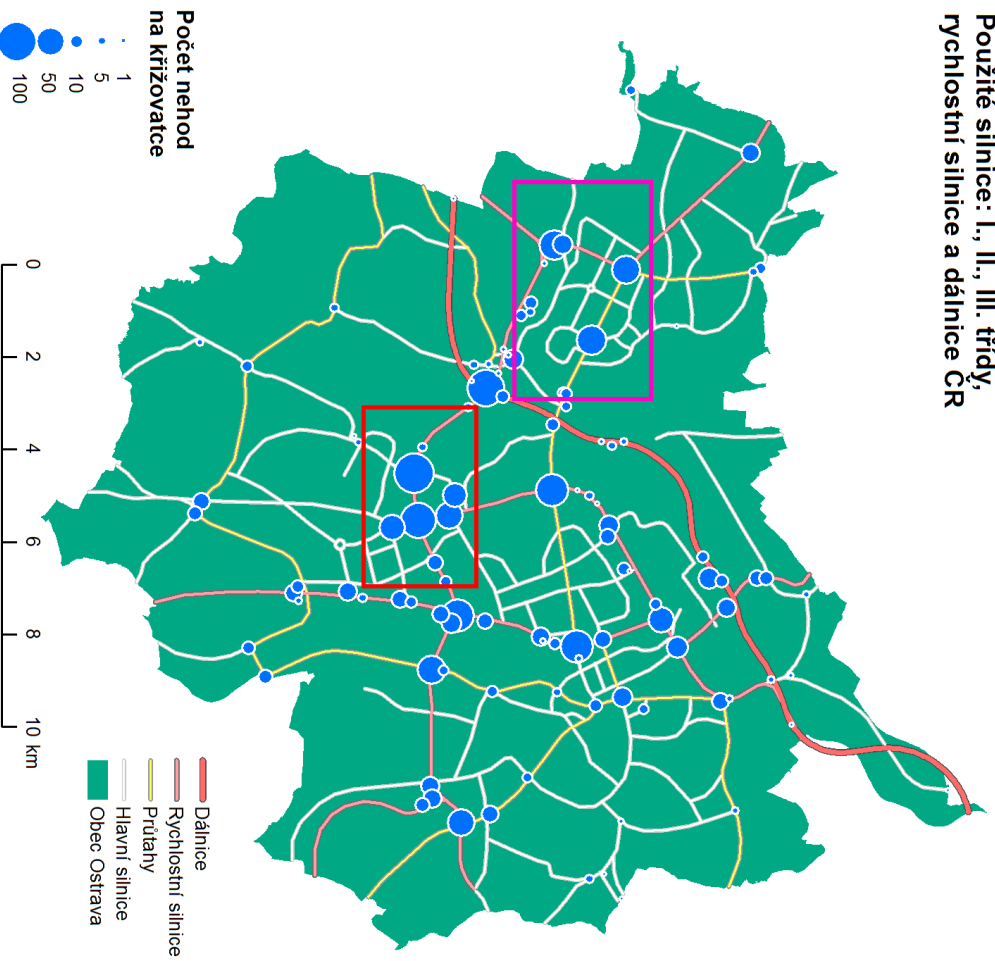 Použité silnice: I., II., III. třídy,
rychlostní silnice a dálnice ČR
Počet nehod
na křižovatce
1
5
10
50
100
0 2 4 6 8 10 km
Dálnice
Rychlostní silnice
Průtahy
Hlavní silnice
Obec Ostrava